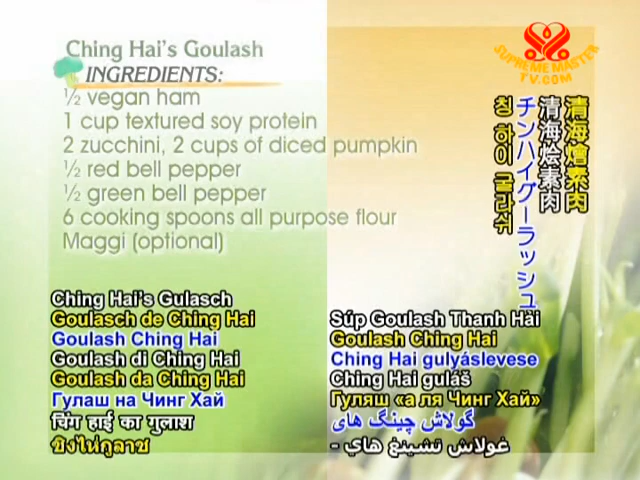 Ching Hai's Goulash
INGREDIENTS:
½ vegan ham
1 cup textured soy protein
2 zucchini, 2 cups of diced pumpkin
½ red bell pepper
½ green bell pepper
6 cooking spoons all purpose flour
Maggi (optional)
SUPREME MASTER
TV.COM
清海燴素肉
清海烩素肉
チンハイグーラッシュ
칭 하이 굴라쉬
Ching Hai's Gulasch
Goulasch de Ching Hai
Goulash Ching Hai
Goulash di Ching Hai
Goulash da Ching Hai
Гулаш на Чинг Хай
चिंग हाई का गुलाश
ชิงไห่กูลาช
Súp Goulash Thanh Hải
Goulash Ching Hai
Ching Hai gulyáslevese
Ching Hai guláš
Гуляш «а ля Чинг Хай»
گولاش چینگ های
غولاش تشينغ هاي -